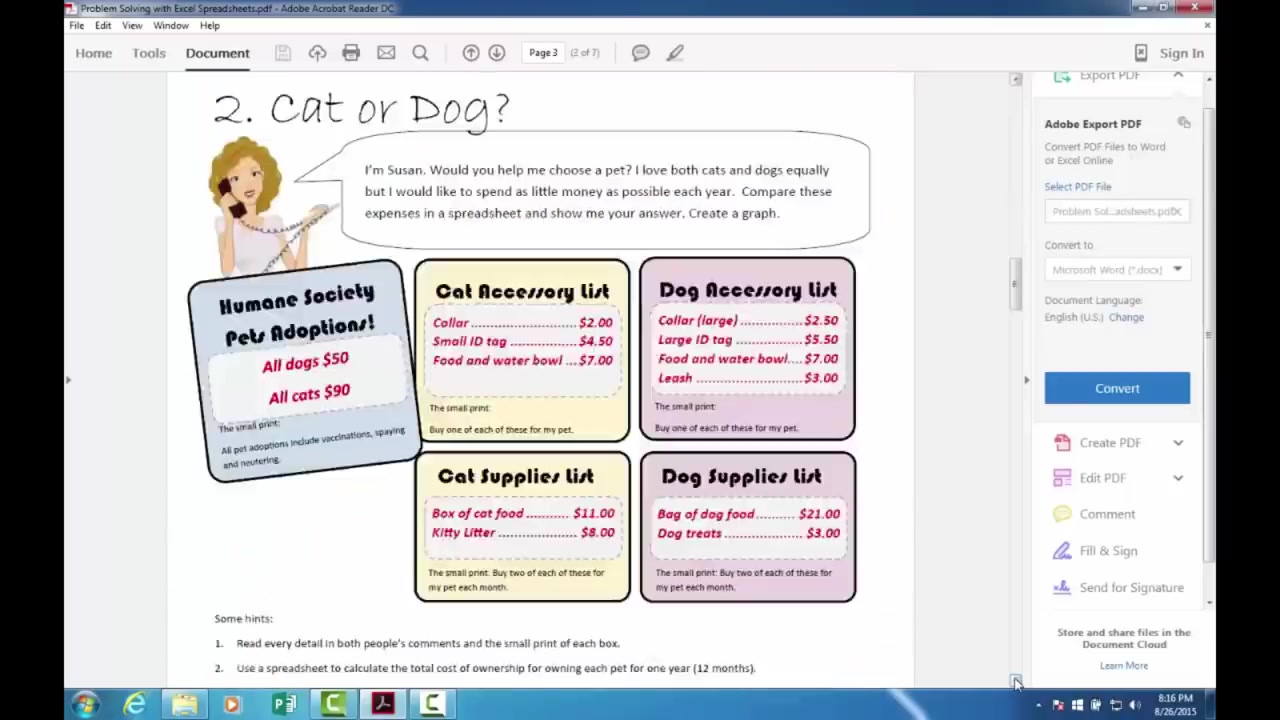 Problem Solving with Excel Spreadsheets.pdf - Adobe Acrobat Reader DC
File Edit View Window Help
Home Tools Document Page 3 (2 of 7) Sign In
2. Cat or Dog?
I'm Susan. Would you help me choose a pet? I love both cats and dogs equally
but I would like to spend as little money as possible each year. Compare these
expenses in a spreadsheet and show me your answer. Create a graph.
Humane Society
Pets Adoptions!
All dogs $50
All cats $90
The small print:
All pet adoptions include vaccinations, spaying
and neutering.
Cat Accessory List
Collar ............................ $2.00
Small ID tag ................... $4.50
Food and water bowl ... $7.00
The small print:
Buy one of each of these for my pet.
Dog Accessory List
Collar (large) ................. $2.50
Large ID tag .................. $5.50
Food and water bowl.... $7.00
Leash ............................ $3.00
The small print:
Buy one of each of these for my pet.
Cat Supplies List
Box of cat food ........... $11.00
Kitty Litter .................... $8.00
The small print: Buy two of each of these for
my pet each month.
Dog Supplies List
Bag of dog food........... $21.00
Dog treats ..................... $3.00
The small print: Buy two of each of these for
my pet each month.
Some hints:
1. Read every detail in both people's comments and the small print of each box.
2. Use a spreadsheet to calculate the total cost of ownership for owning each pet for one year (12 months).
Export PDF
Adobe Export PDF
Convert PDF Files to Word
or Excel Online
Select PDF File
Problem Sol...adsheets.pdf
Convert to
Microsoft Word (*.docx)
Document Language:
English (U.S.) Change
Convert
Create PDF
Edit PDF
Comment
Fill & Sign
Send for Signature
Store and share files in the
Document Cloud
Learn More
8:16 PM
8/26/2015